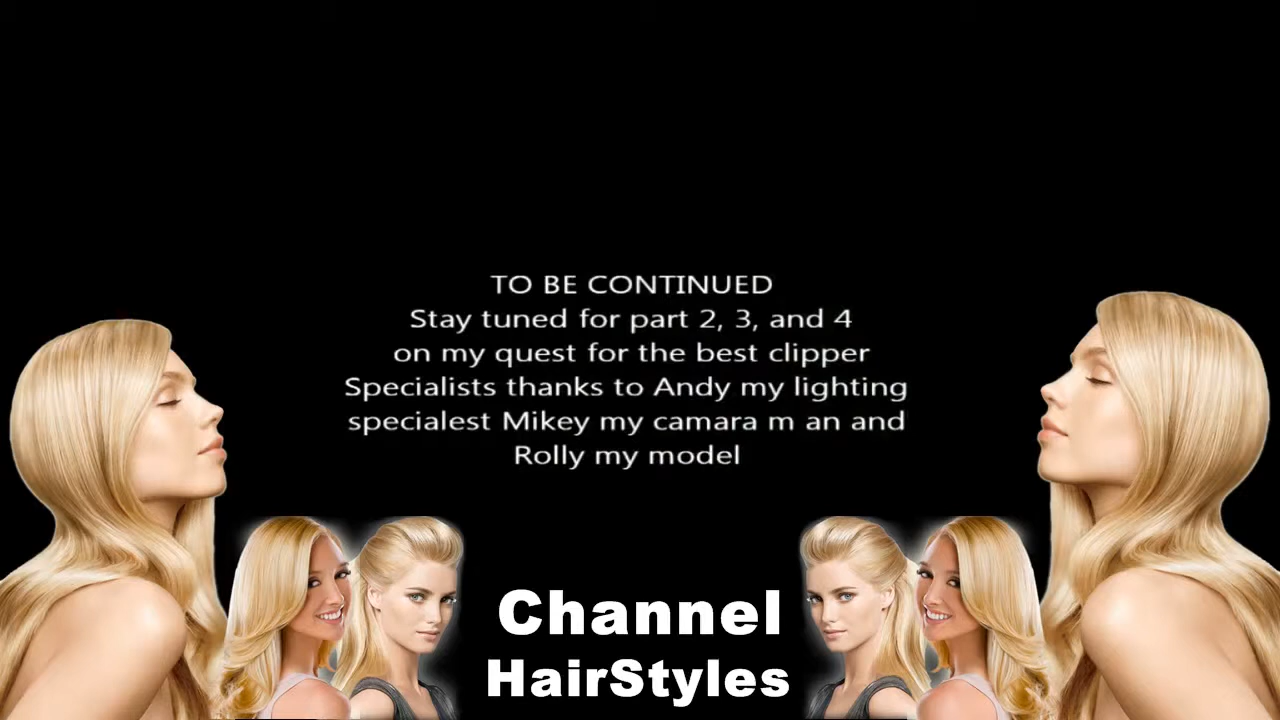 TO BE CONTINUED
Stay tuned for part 2, 3, and 4
on my quest for the best clipper
Specialists thanks to Andy my lighting
specialest Mikey my camara m an and
Rolly my model
Channel
HairStyles